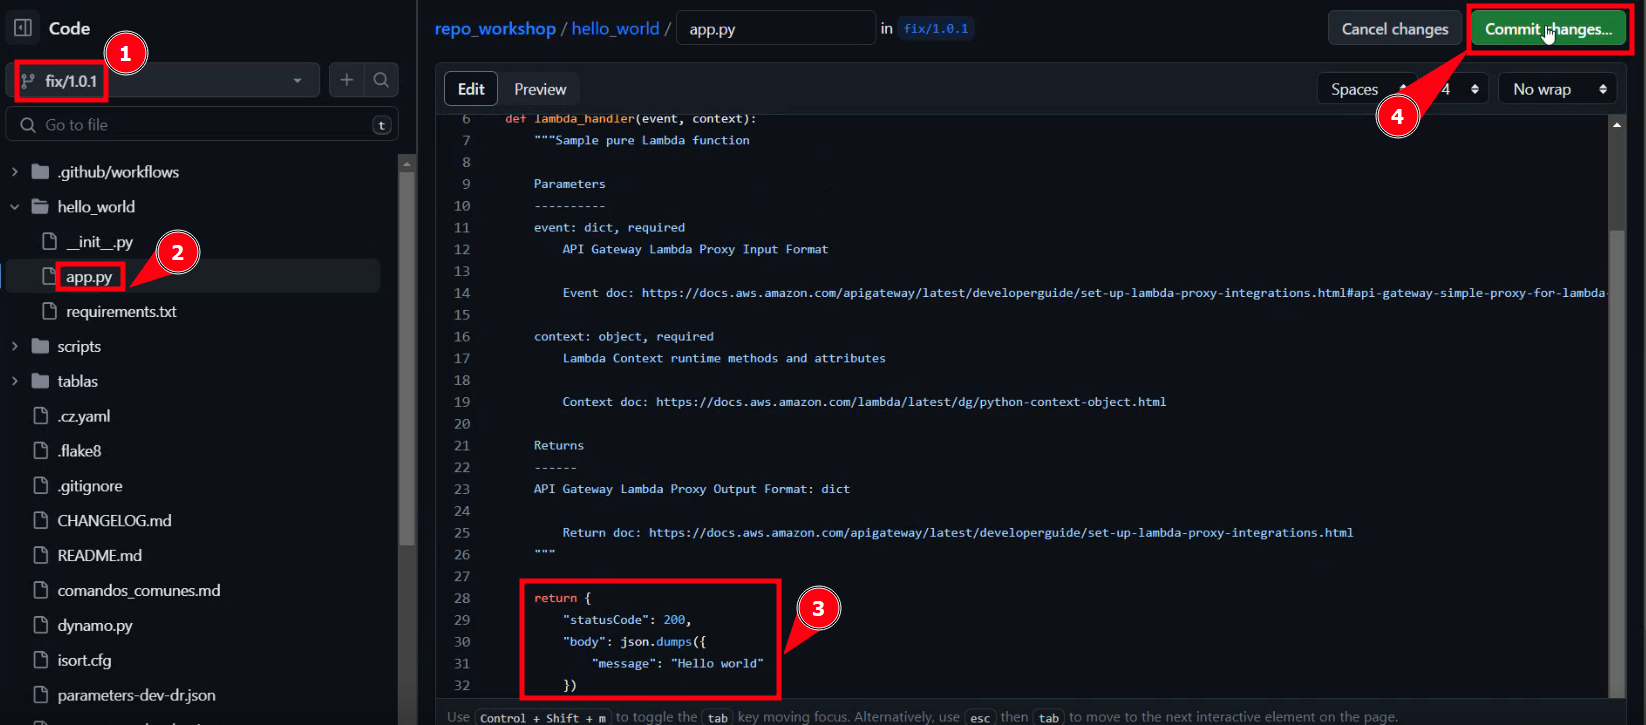 Code
1
fix/1.0.1
Go to file
t
.github/workflows
hello_world
__init__.py
2
app.py
requirements.txt
scripts
tablas
.cz.yaml
.flake8
.gitignore
CHANGELOG.md
README.md
comandos_comunes.md
dynamo.py
isort.cfg
parameters-dev-dr.json
repo_workshop / hello_world / app.py in fix/1.0.1
Cancel changes
Commit changes...
Edit
Preview
Spaces
4
No wrap
4
6 def lambda_handler(event, context):
7 """Sample pure Lambda function
8
9 Parameters
10 ----------
11 event: dict, required
12 API Gateway Lambda Proxy Input Format
13
14 Event doc: https://docs.aws.amazon.com/apigateway/latest/developerguide/set-up-lambda-proxy-integrations.html#api-gateway-simple-proxy-for-lambda-
15
16 context: object, required
17 Lambda Context runtime methods and attributes
18
19 Context doc: https://docs.aws.amazon.com/lambda/latest/dg/python-context-object.html
20
21 Returns
22 ------
23 API Gateway Lambda Proxy Output Format: dict
24
25 Return doc: https://docs.aws.amazon.com/apigateway/latest/developerguide/set-up-lambda-proxy-integrations.html
26 """
27
28 return {
29 "statusCode": 200,
30 "body": json.dumps({
31 "message": "Hello world"
32 })
3
Use Control + Shift + m to toggle the tab key moving focus. Alternatively, use esc then tab to move to the next interactive element on the page.